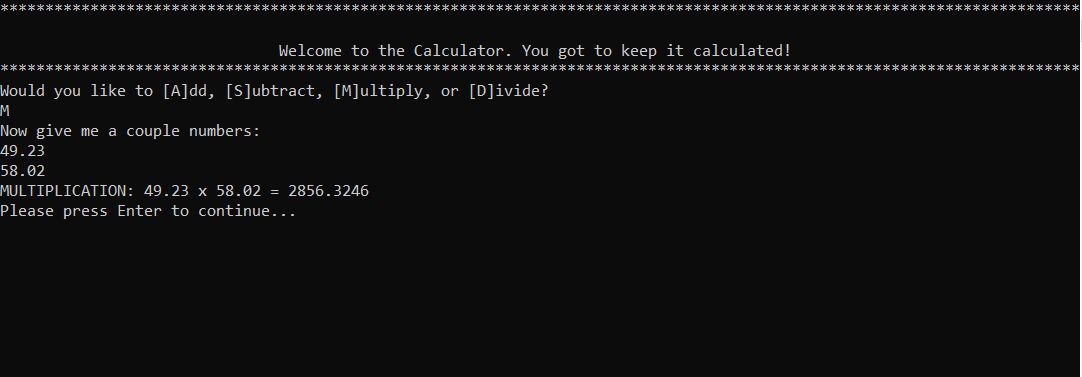 ************************************************************************************************************************
Welcome to the Calculator. You got to keep it calculated!
************************************************************************************************************************
Would you like to [A]dd, [S]ubtract, [M]ultiply, or [D]ivide?
M
Now give me a couple numbers:
49.23
58.02
MULTIPLICATION: 49.23 x 58.02 = 2856.3246
Please press Enter to continue...